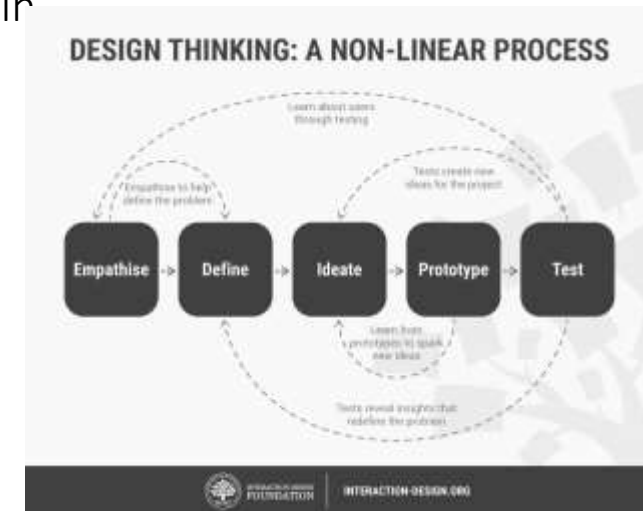 in
DESIGN THINKING: A NON-LINEAR PROCESS
Learn about users
through testing
Tests create new
ideas for the project
Empathise to help
define the problem
Empathise
Define
Ideate
Prototype
Test
Learn from
prototypes to spark
new ideas
Tests reveal insights that
redefine the problem
INTERACTION DESIGN
FOUNDATION
INTERACTION-DESIGN.ORG